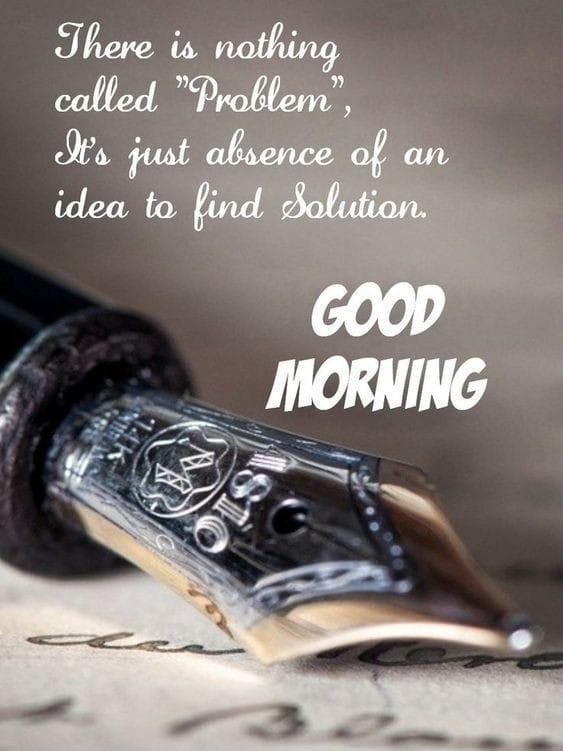 There is nothing
called ”Problem”,
It's just absence of an
idea to find Solution.
GOOD
MORNING